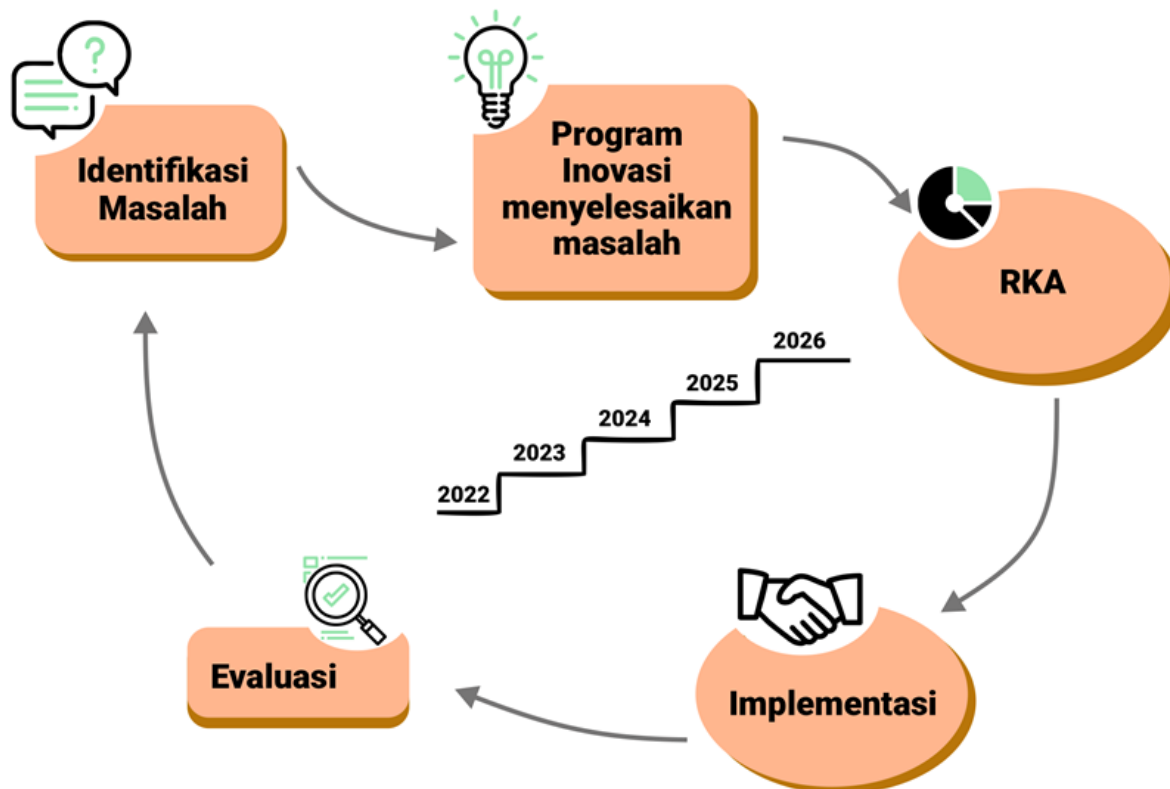 ?
Identifikasi
Masalah
Program
Inovasi
menyelesaikan
masalah
RKA
2026
2025
2024
2023
2022
Evaluasi
Implementasi